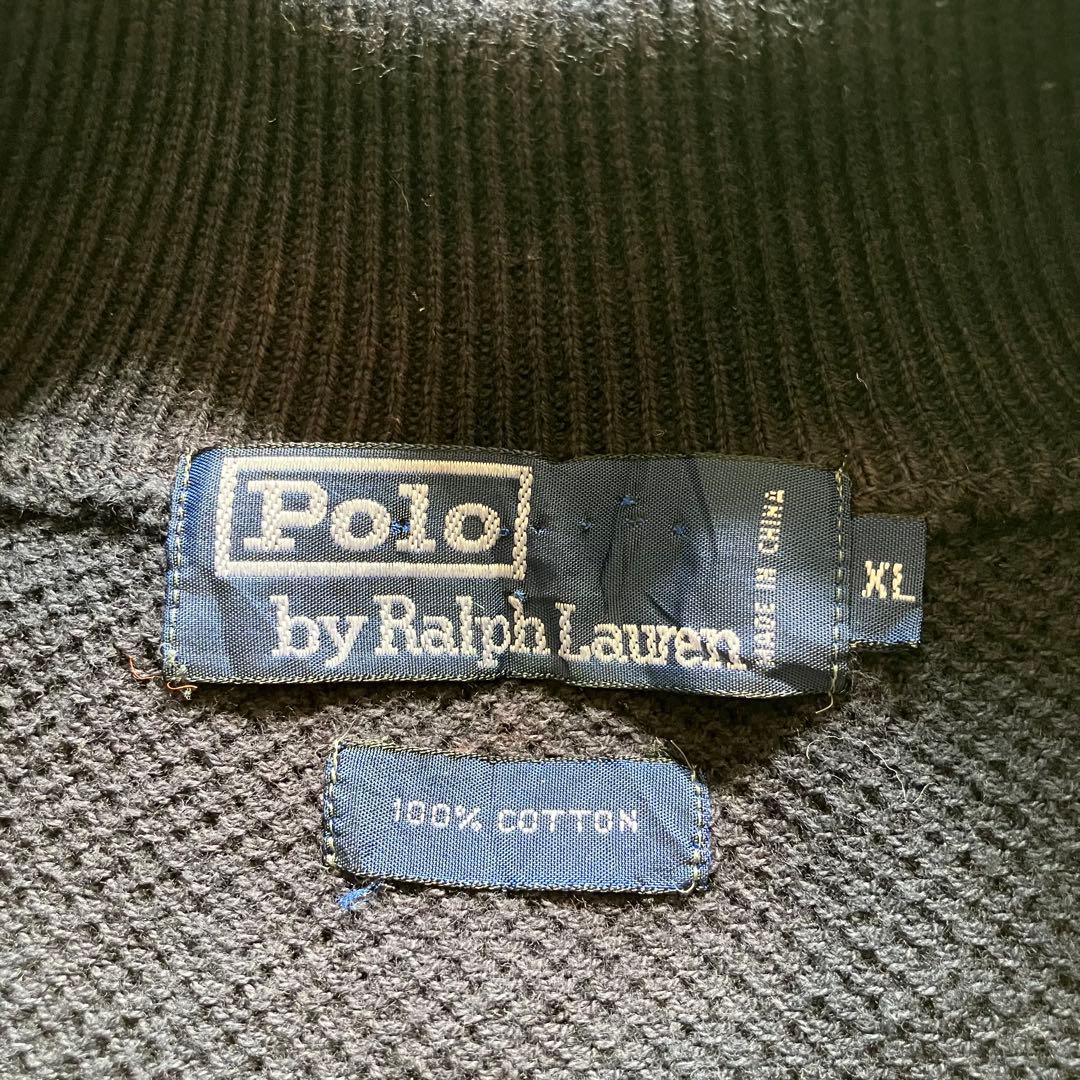 Polo
by Ralph Lauren
MADE IN CHINA
XL
100% COTTON